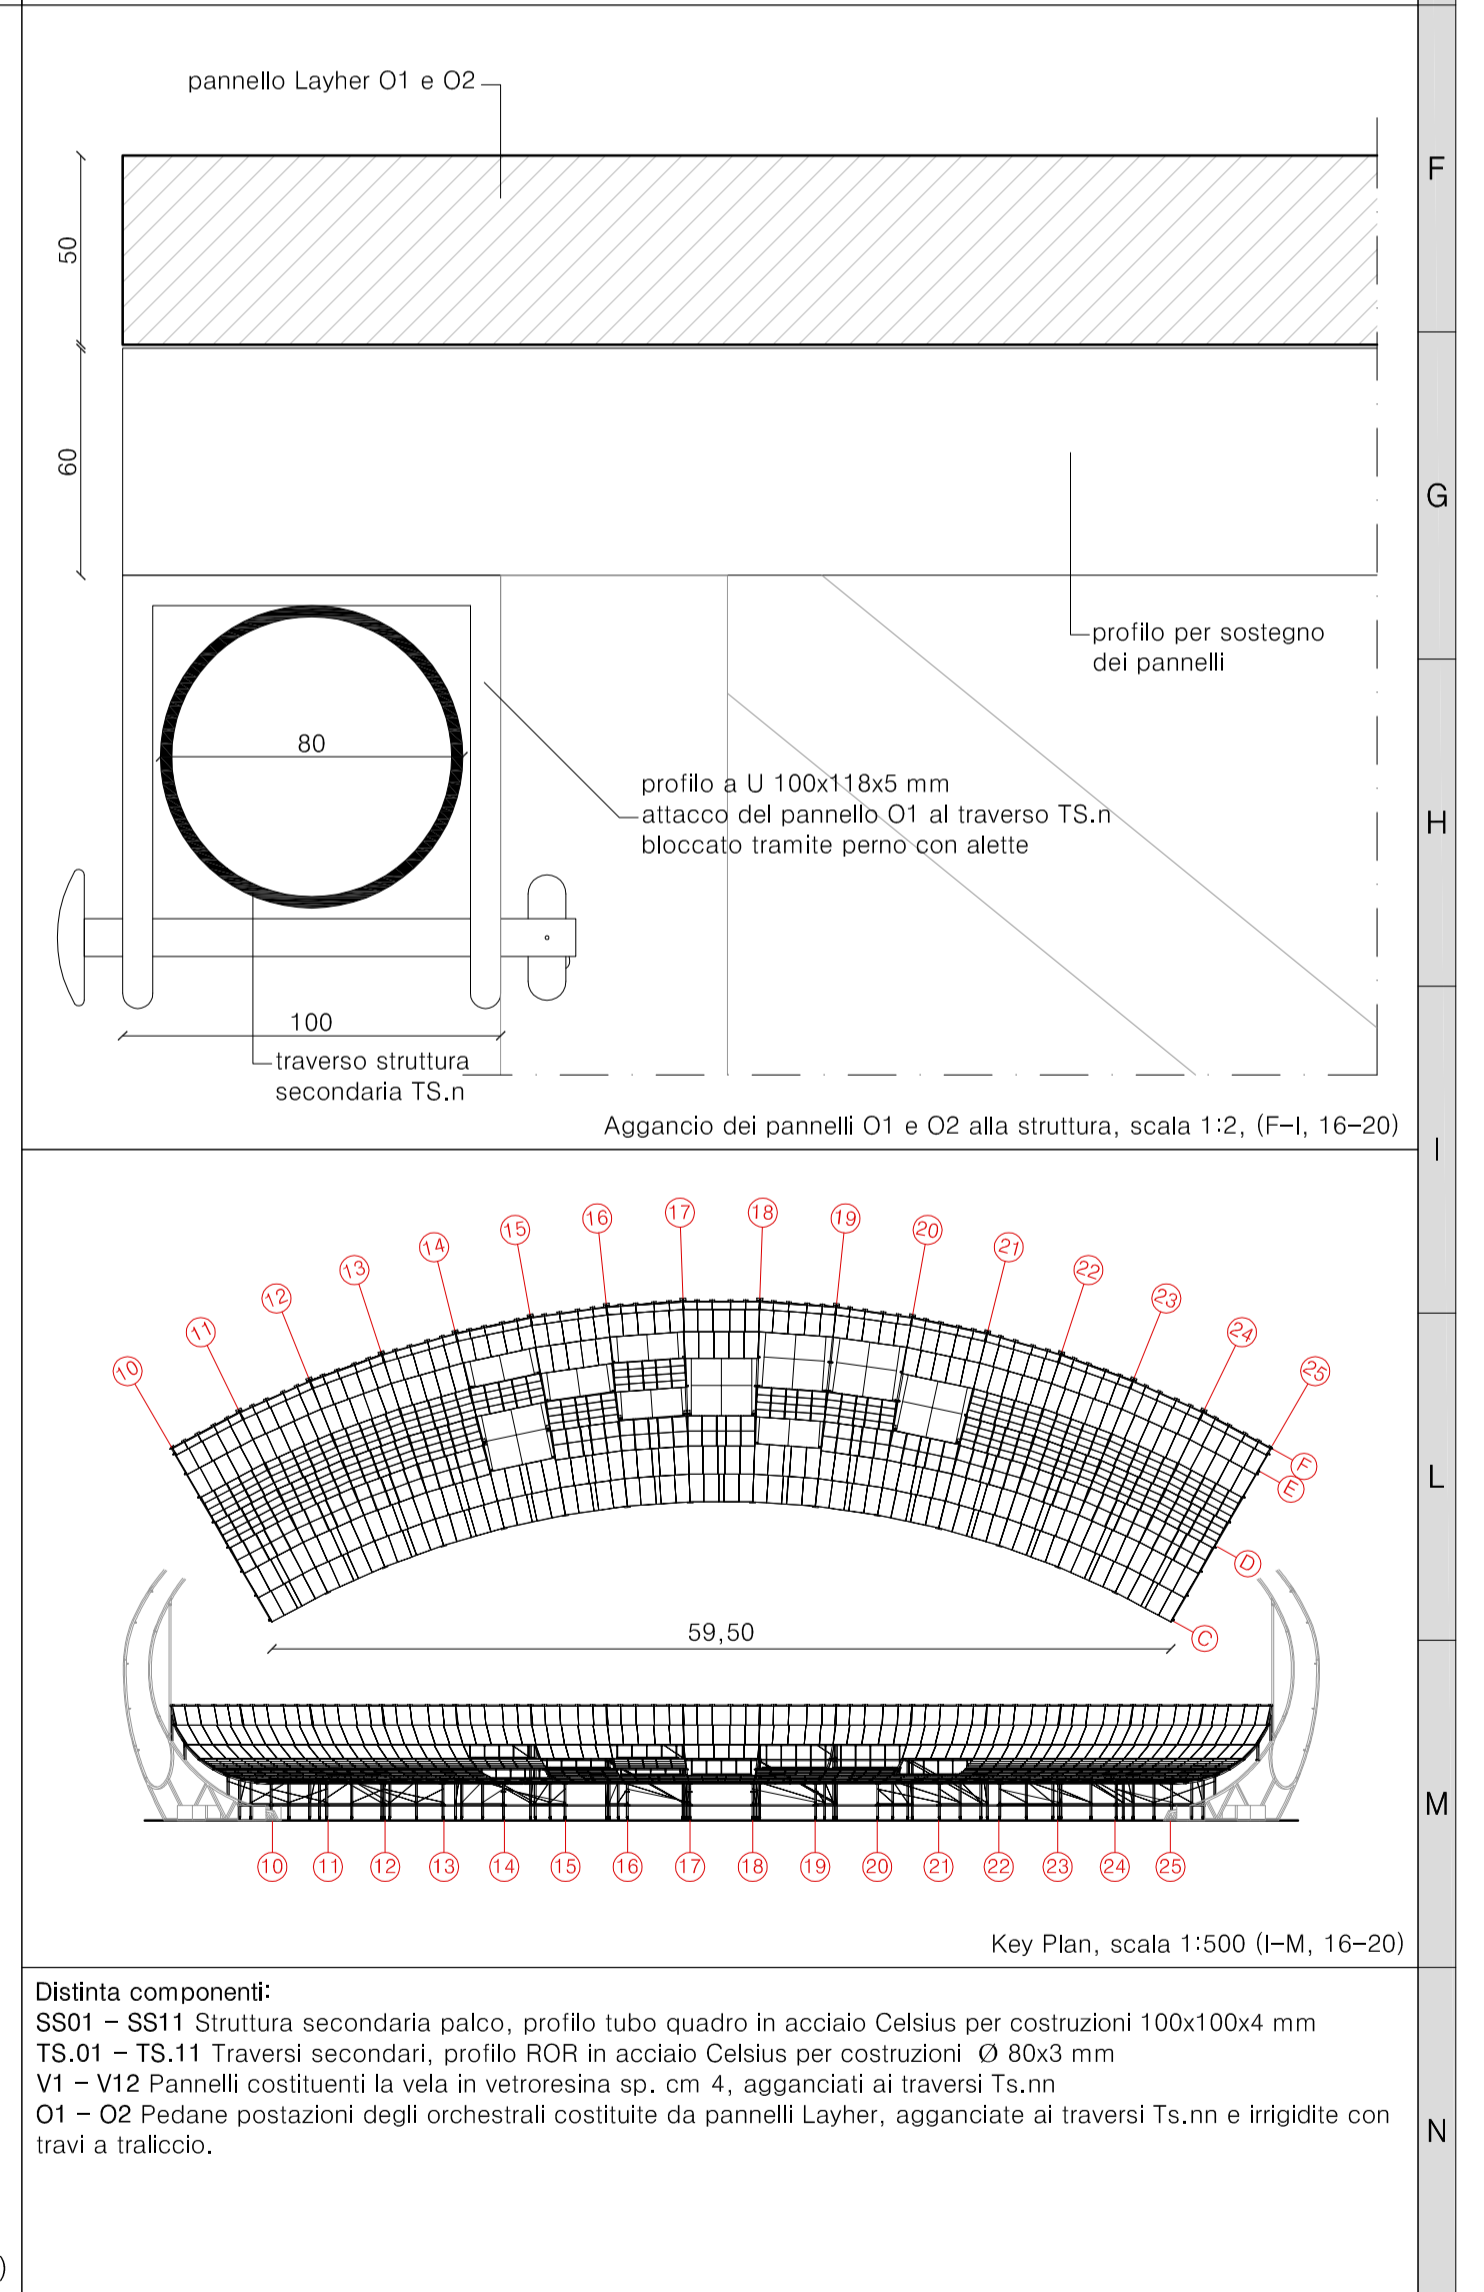 pannello Layher O1 e O2
F
50
60
G
profilo per sostegno
dei pannelli
80
profilo a U 100x118x5 mm
attacco del pannello O1 al traverso TS.n
bloccato tramite perno con alette
H
100
traverso struttura
secondaria TS.n
Aggancio dei pannelli O1 e O2 alla struttura, scala 1:2, (F-I, 16-20)
I
10
11
12
13
14
15
16
17
18
19
20
21
22
23
24
25
F
E
D
C
L
59,50
M
10
11
12
13
14
15
16
17
18
19
20
21
22
23
24
25
Key Plan, scala 1:500 (I-M, 16-20)
Distinta componenti:
SS01 - SS11 Struttura secondaria palco, profilo tubo quadro in acciaio Celsius per costruzioni 100x100x4 mm
TS.01 - TS.11 Traversi secondari, profilo ROR in acciaio Celsius per costruzioni Ø 80x3 mm
V1 - V12 Pannelli costituenti la vela in vetroresina sp. cm 4, agganciati ai traversi Ts.nn
O1 - O2 Pedane postazioni degli orchestrali costituite da pannelli Layher, agganciate ai traversi Ts.nn e irrigidite con
travi a traliccio.
N
)